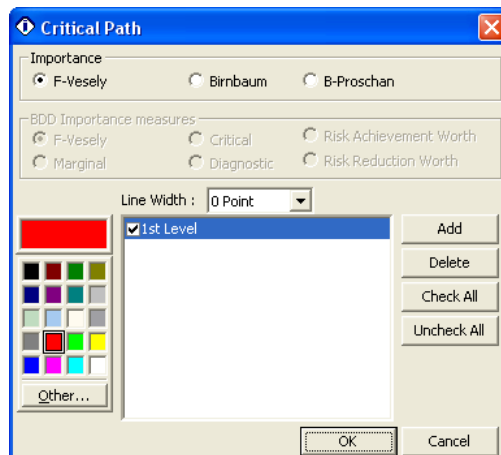 Critical Path
Importance
F-Vesely Birnbaum B-Proschan
BDD Importance measures
F-Vesely Critical Risk Achievement Worth
Marginal Diagnostic Risk Reduction Worth
Line Width : 0 Point
1st Level
Add
Delete
Check All
Uncheck All
Other...
OK Cancel